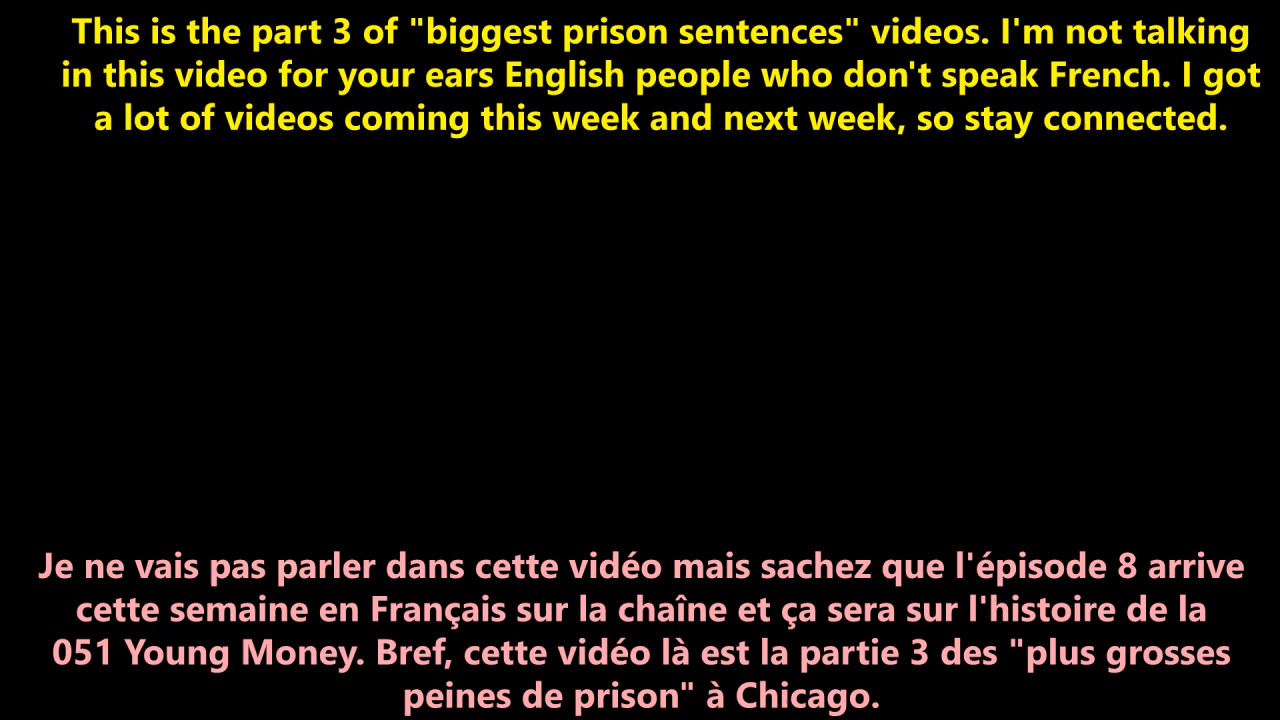 This is the part 3 of "biggest prison sentences" videos. I'm not talking
in this video for your ears English people who don't speak French. I got
a lot of videos coming this week and next week, so stay connected.
Je ne vais pas parler dans cette vidéo mais sachez que l'épisode 8 arrive
cette semaine en Français sur la chaîne et ça sera sur l'histoire de la
051 Young Money. Bref, cette vidéo là est la partie 3 des "plus grosses
peines de prison" à Chicago.